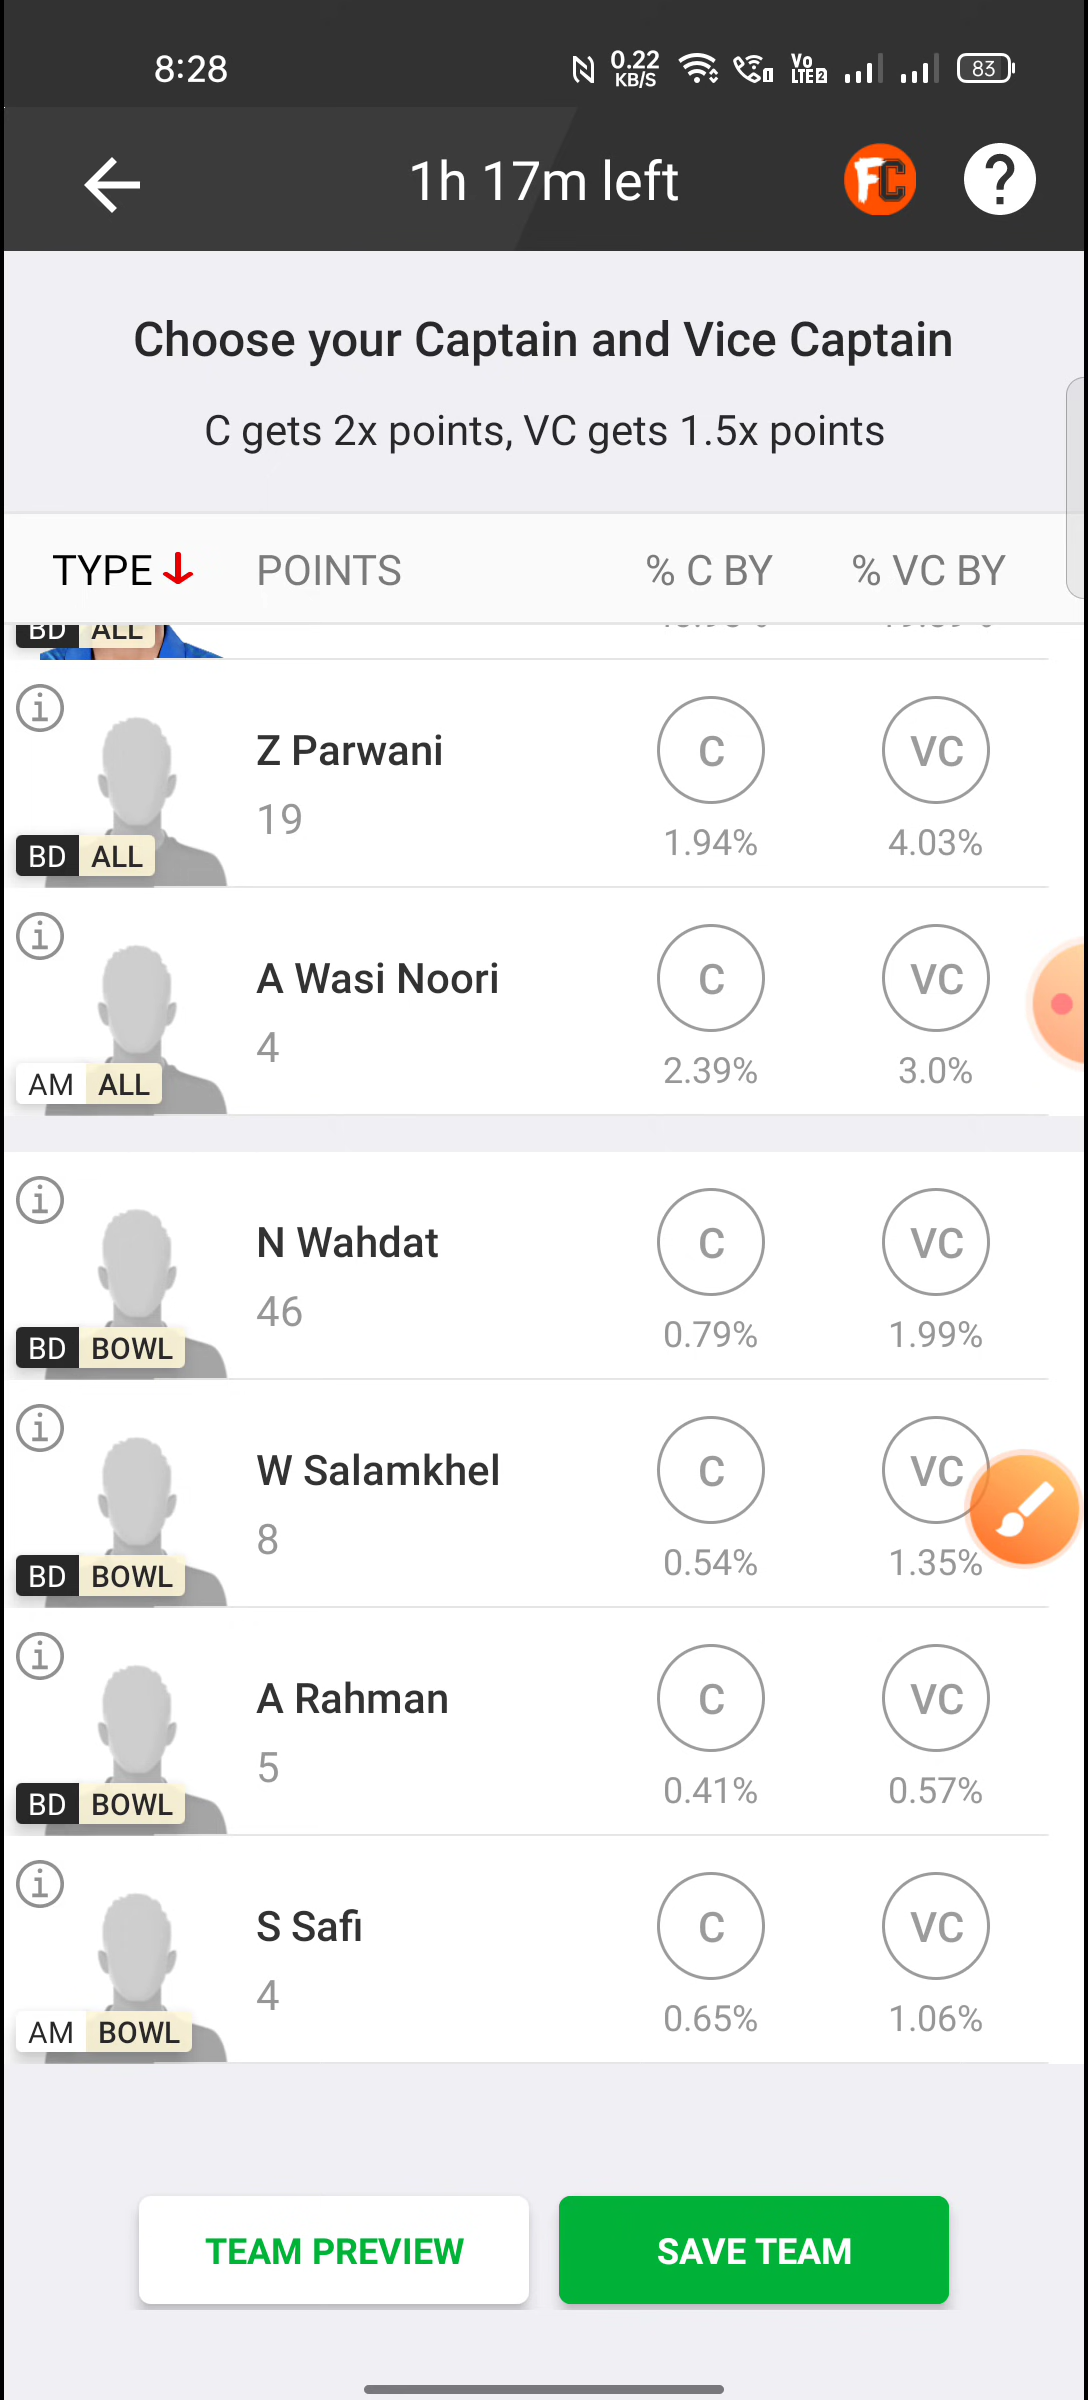 8:28
0.22
KB/S
Vo
LTE2
83
1h 17m left
FC
?
Choose your Captain and Vice Captain
C gets 2x points, VC gets 1.5x points
TYPE POINTS % C BY % VC BY
BD ALL
Z Parwani
19
C
VC
1.94%
4.03%
BD ALL
A Wasi Noori
4
C
VC
2.39%
3.0%
AM ALL
N Wahdat
46
C
VC
0.79%
1.99%
BD BOWL
W Salamkhel
8
C
VC
0.54%
1.35%
BD BOWL
A Rahman
5
C
VC
0.41%
0.57%
BD BOWL
S Safi
4
C
VC
0.65%
1.06%
AM BOWL
TEAM PREVIEW
SAVE TEAM